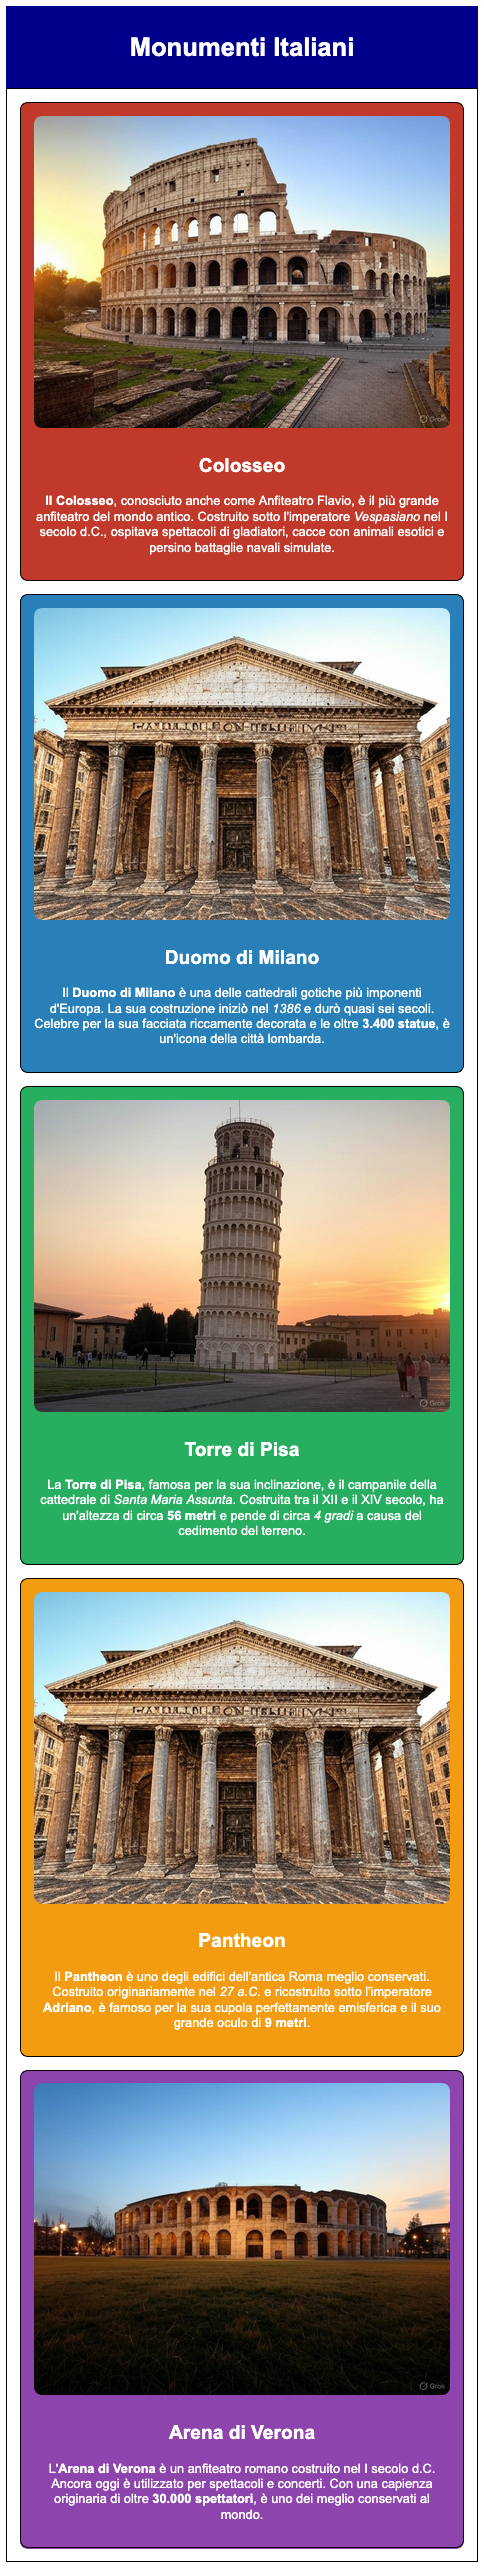 Monumenti Italiani
Grok
Colosseo
Il Colosseo, conosciuto anche come Anfiteatro Flavio, è il più grande
anfiteatro del mondo antico. Costruito sotto l'imperatore Vespasiano nel I
secolo d.C., ospitava spettacoli di gladiatori, cacce con animali esotici e
persino battaglie navali simulate.
Duomo di Milano
Il Duomo di Milano è una delle cattedrali gotiche più imponenti
d'Europa. La sua costruzione iniziò nel 1386 e durò quasi sei secoli.
Celebre per la sua facciata riccamente decorata e le oltre 3.400 statue, è
un'icona della città lombarda.
Grok
Torre di Pisa
La Torre di Pisa, famosa per la sua inclinazione, è il campanile della
cattedrale di Santa Maria Assunta. Costruita tra il XII e il XIV secolo, ha
un'altezza di circa 56 metri e pende di circa 4 gradi a causa del
cedimento del terreno.
Pantheon
Il Pantheon è uno degli edifici dell'antica Roma meglio conservati.
Costruito originariamente nel 27 a.C. e ricostruito sotto l'imperatore
Adriano, è famoso per la sua cupola perfettamente emisferica e il suo
grande oculo di 9 metri.
Grok
Arena di Verona
L'Arena di Verona è un anfiteatro romano costruito nel I secolo d.C.
Ancora oggi è utilizzato per spettacoli e concerti. Con una capienza
originaria di oltre 30.000 spettatori, è uno dei meglio conservati al
mondo.